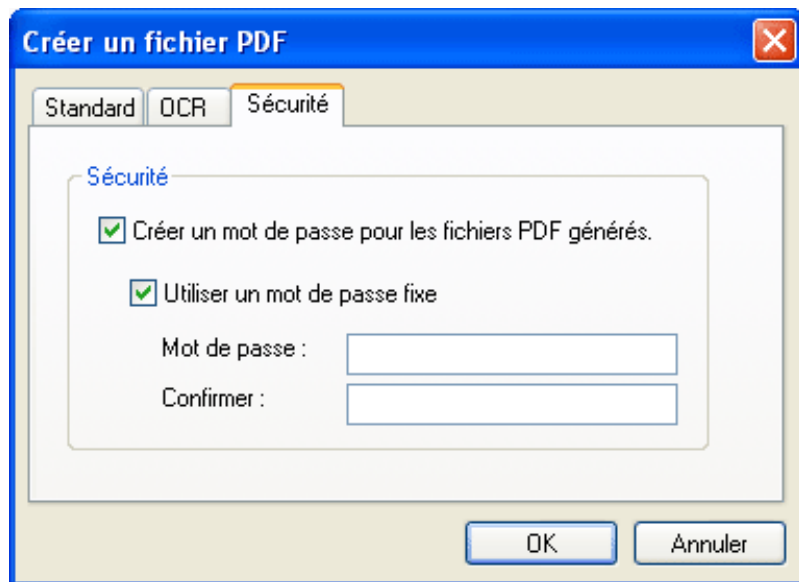 Créer un fichier PDF
Standard OCR Sécurité
Sécurité
Créer un mot de passe pour les fichiers PDF générés.
Utiliser un mot de passe fixe
Mot de passe :
Confirmer :
OK Annuler